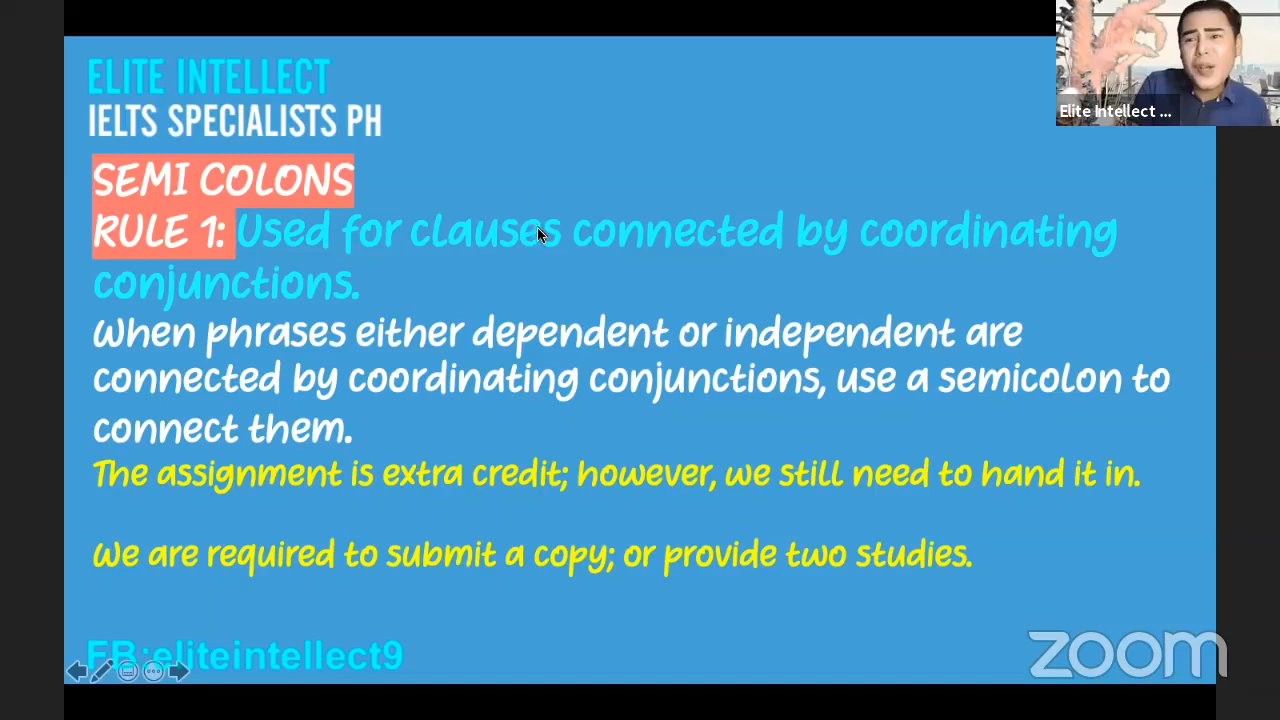 ELITE INTELLECT
IELTS SPECIALISTS PH
SEMI COLONS
RULE 1: Used for clauses connected by coordinating
conjunctions.
When phrases either dependent or independent are
connected by coordinating conjunctions, use a semicolon to
connect them.
The assignment is extra credit; however, we still need to hand it in.
We are required to submit a copy; or provide two studies.
FB:eliteintellect9
Elite Intellect ...
zoom